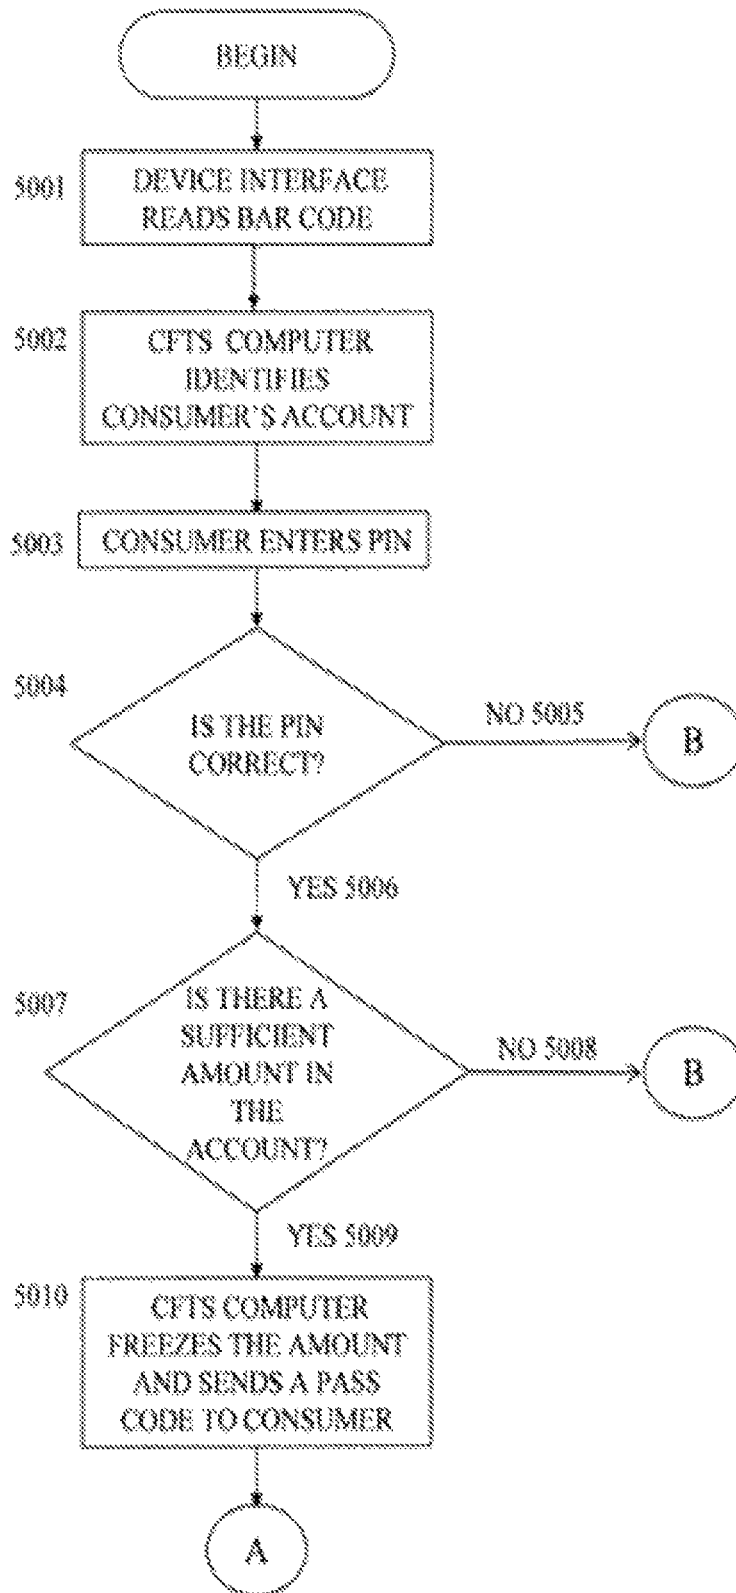 BEGIN
5001
DEVICE INTERFACE
READS BAR CODE
5002
CFTS COMPUTER
IDENTIFIES
CONSUMER'S ACCOUNT
5003
CONSUMER ENTERS PIN
5004
IS THE PIN
CORRECT?
NO 5005
B
YES 5006
5007
IS THERE A
SUFFICIENT
AMOUNT IN
THE
ACCOUNT?
NO 5008
B
YES 5009
5010
CFTS COMPUTER
FREEZES THE AMOUNT
AND SENDS A PASS
CODE TO CONSUMER
A